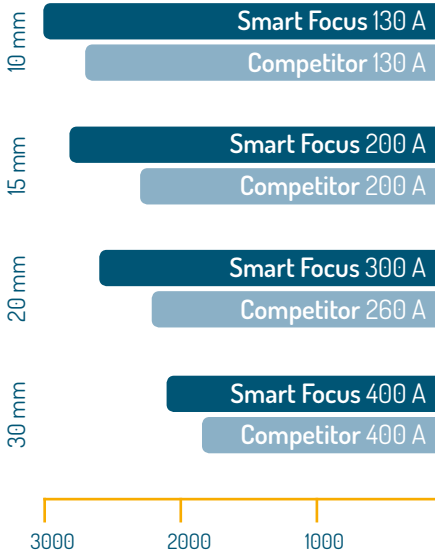 10 mm
Smart Focus 130 A
Competitor 130 A
15 mm
Smart Focus 200 A
Competitor 200 A
20 mm
Smart Focus 300 A
Competitor 260 A
30 mm
Smart Focus 400 A
Competitor 400 A
3000 2000 1000